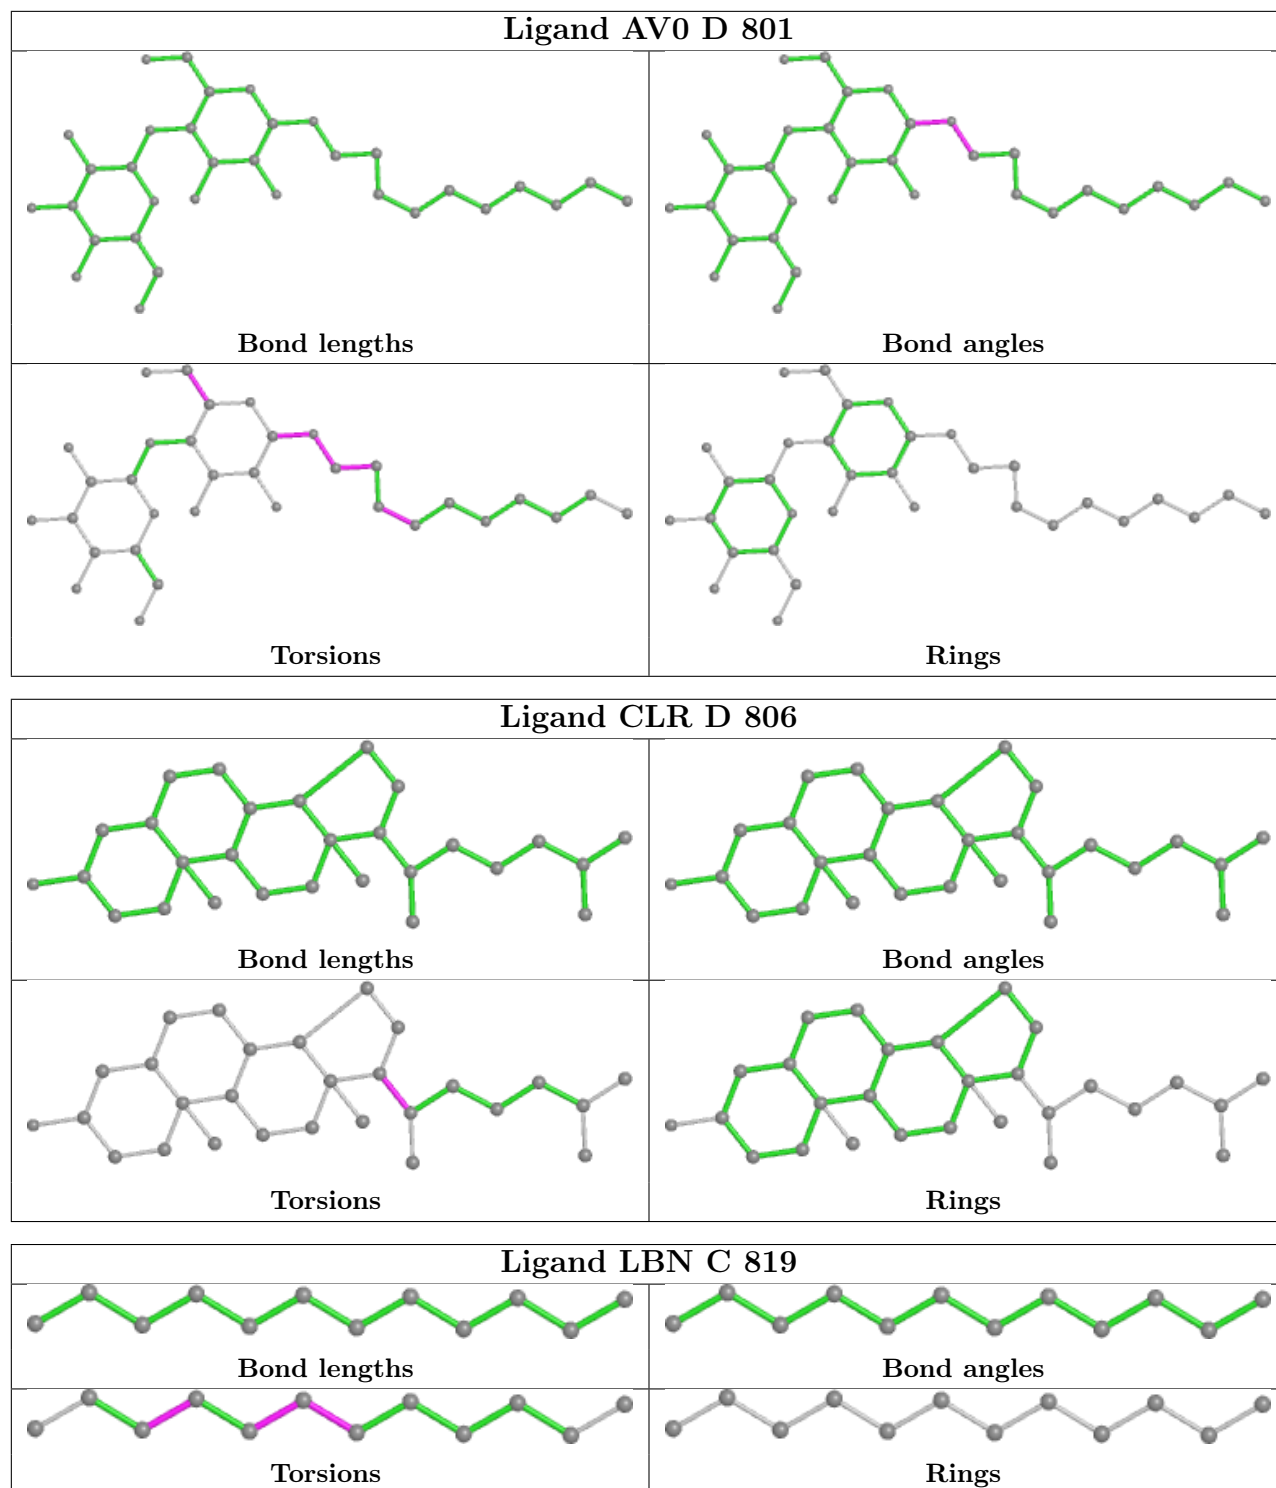 Ligand AV0 D 801
Bond lengths
Bond angles
Torsions
Rings
Ligand CLR D 806
Bond lengths
Bond angles
Torsions
Rings
Ligand LBN C 819
Bond lengths
Bond angles
Torsions
Rings